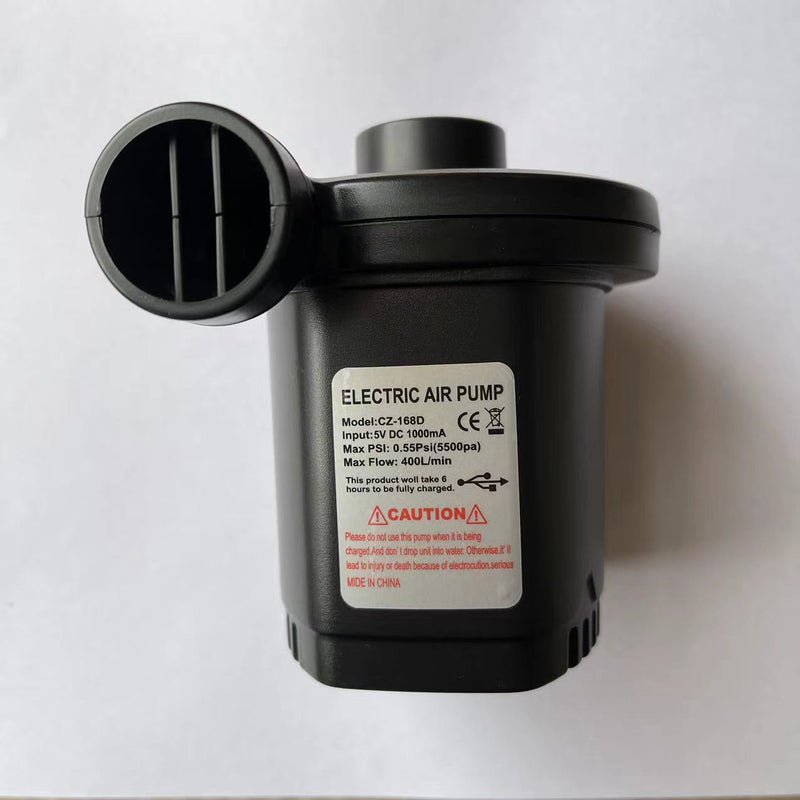 ELECTRIC AIR PUMP
Model:CZ-168D
Input:5V DC 1000mA
CE
Max PSI: 0.55Psi(5500pa)
Max Flow: 400L/min
This product woll take 6
hours to be fully charged.
⚠CAUTION⚠
Please do not use this pump when it is being
charged.And don' t drop unit into water. Otherwise.it' ll
lead to injury or death because of electrocution.serious
MADE IN CHINA